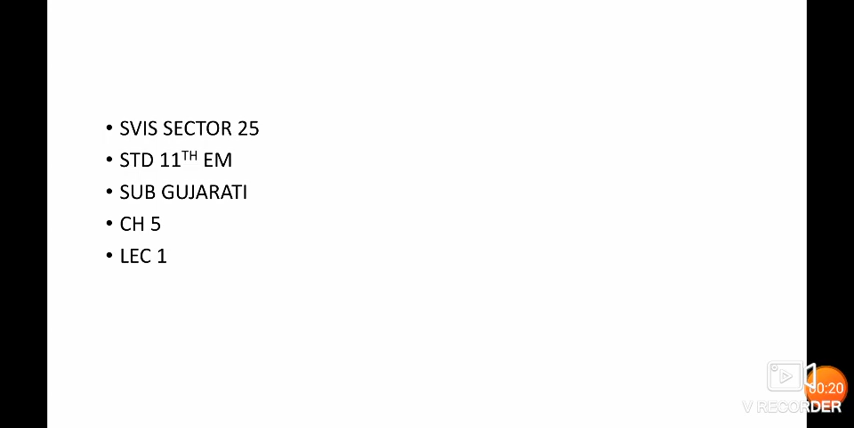 • SVIS SECTOR 25
• STD 11TH EM
• SUB GUJARATI
• CH 5
• LEC 1
00:20
V RECORDER